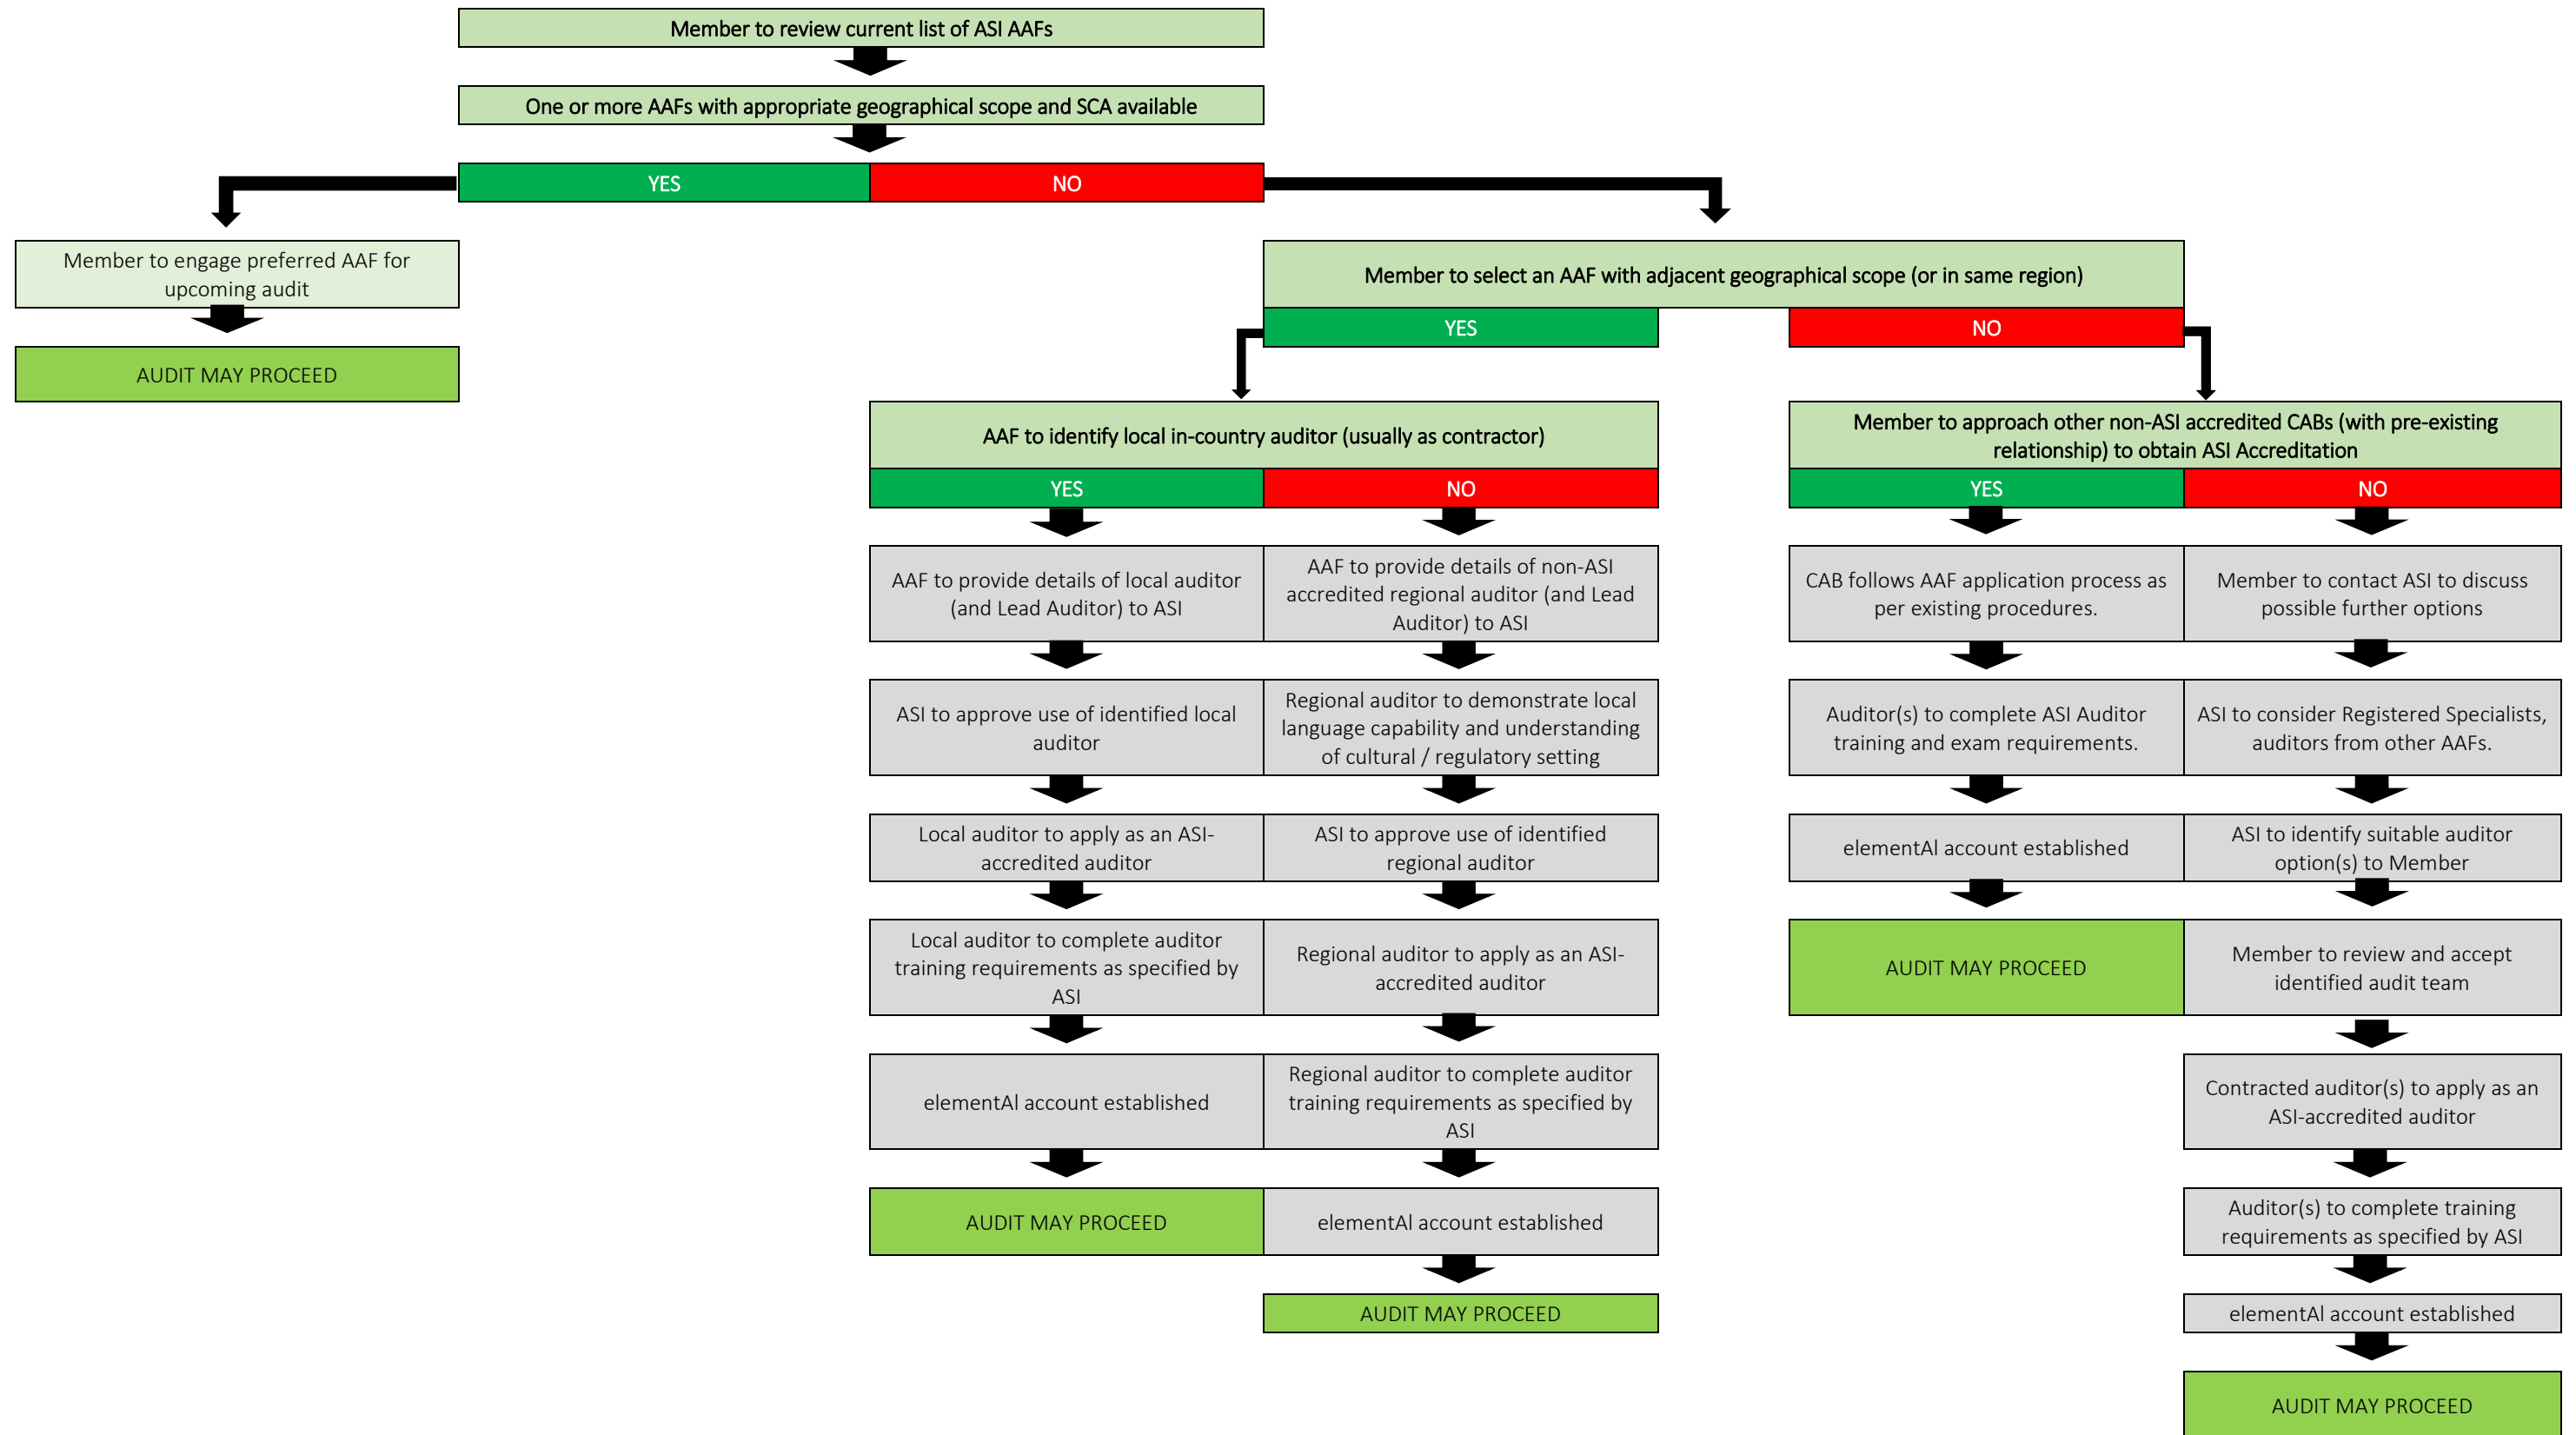 Member to review current list of ASI AAFs
One or more AAFs with appropriate geographical scope and SCA available
YES
NO
Member to engage preferred AAF for
upcoming audit
AUDIT MAY PROCEED
Member to select an AAF with adjacent geographical scope (or in same region)
YES
NO
AAF to identify local in-country auditor (usually as contractor)
YES
NO
AAF to provide details of local auditor
(and Lead Auditor) to ASI
ASI to approve use of identified local
auditor
Local auditor to apply as an ASI-
accredited auditor
Local auditor to complete auditor
training requirements as specified by
ASI
elementAl account established
AUDIT MAY PROCEED
AAF to provide details of non-ASI
accredited regional auditor (and Lead
Auditor) to ASI
Regional auditor to demonstrate local
language capability and understanding
of cultural / regulatory setting
ASI to approve use of identified
regional auditor
Regional auditor to apply as an ASI-
accredited auditor
Regional auditor to complete auditor
training requirements as specified by
ASI
elementAl account established
AUDIT MAY PROCEED
Member to approach other non-ASI accredited CABs (with pre-existing
relationship) to obtain ASI Accreditation
YES
NO
CAB follows AAF application process as
per existing procedures.
Auditor(s) to complete ASI Auditor
training and exam requirements.
elementAl account established
AUDIT MAY PROCEED
Member to contact ASI to discuss
possible further options
ASI to consider Registered Specialists,
auditors from other AAFs.
ASI to identify suitable auditor
option(s) to Member
Member to review and accept
identified audit team
Contracted auditor(s) to apply as an
ASI-accredited auditor
Auditor(s) to complete training
requirements as specified by ASI
elementAl account established
AUDIT MAY PROCEED